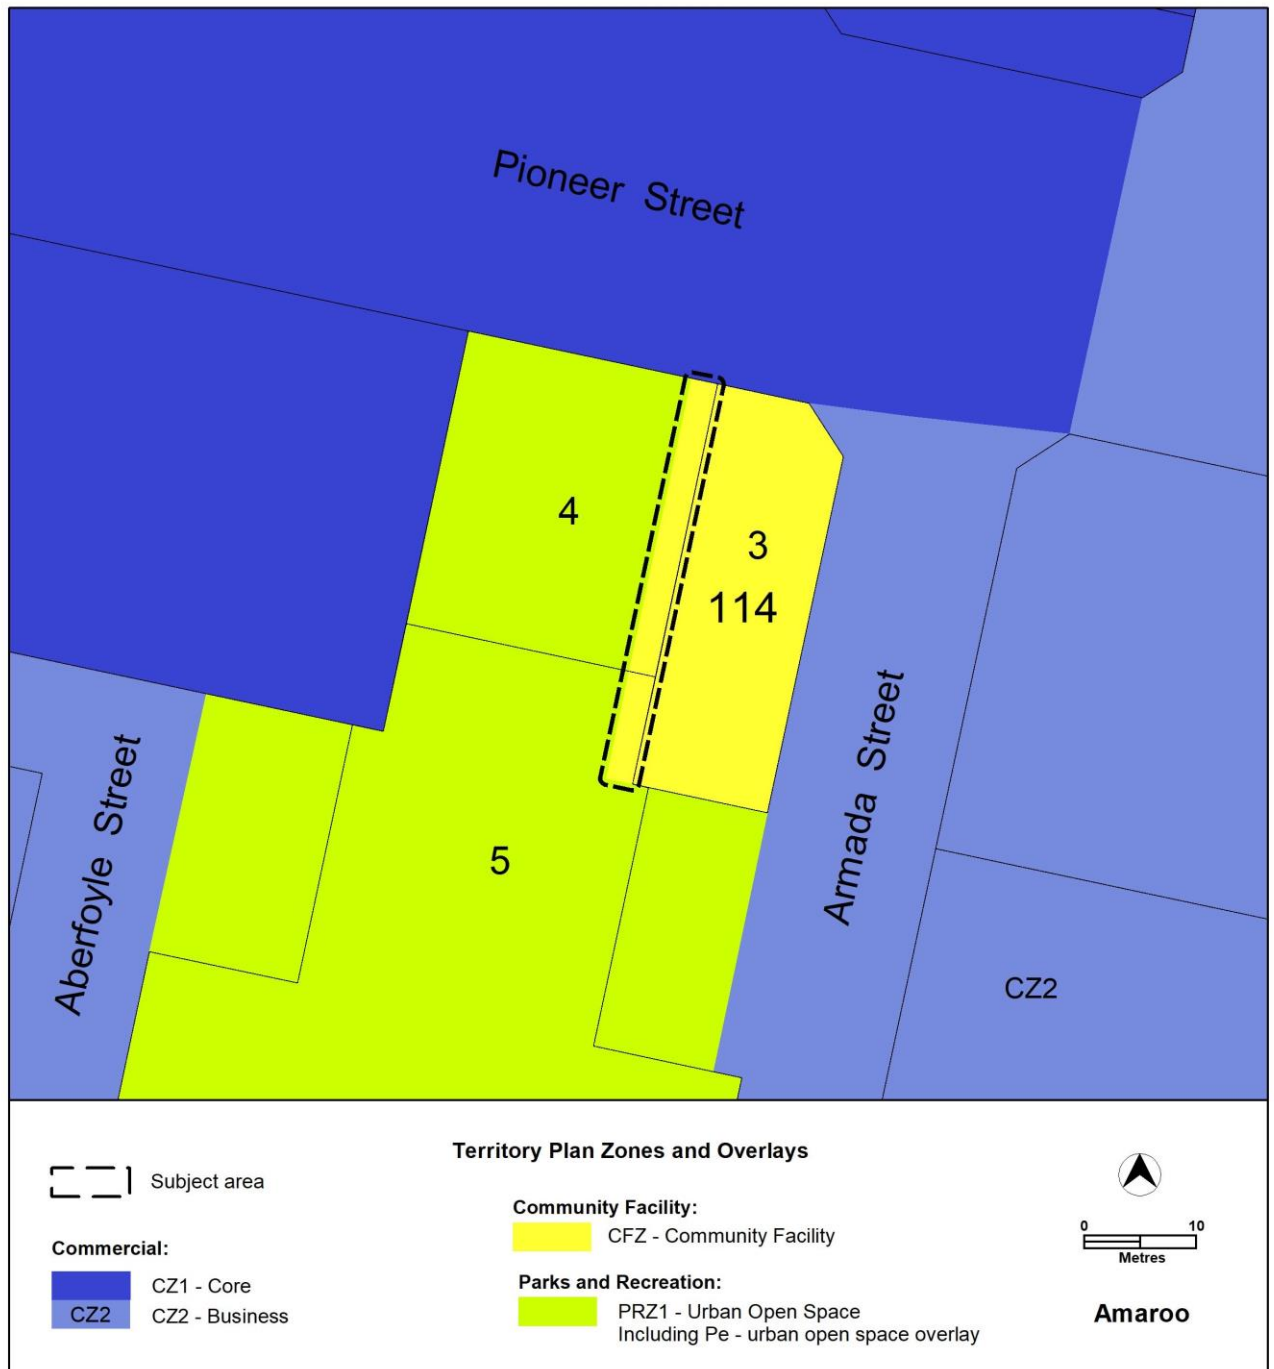 Pioneer Street
4
3
114
Armada Street
Aberfoyle Street
5
CZ2
Territory Plan Zones and Overlays
Subject area
Commercial:
CZ1 - Core
CZ2 CZ2 - Business
Community Facility:
CFZ - Community Facility
Parks and Recreation:
PRZ1 - Urban Open Space
Including Pe - urban open space overlay
0 10
Metres
Amaroo